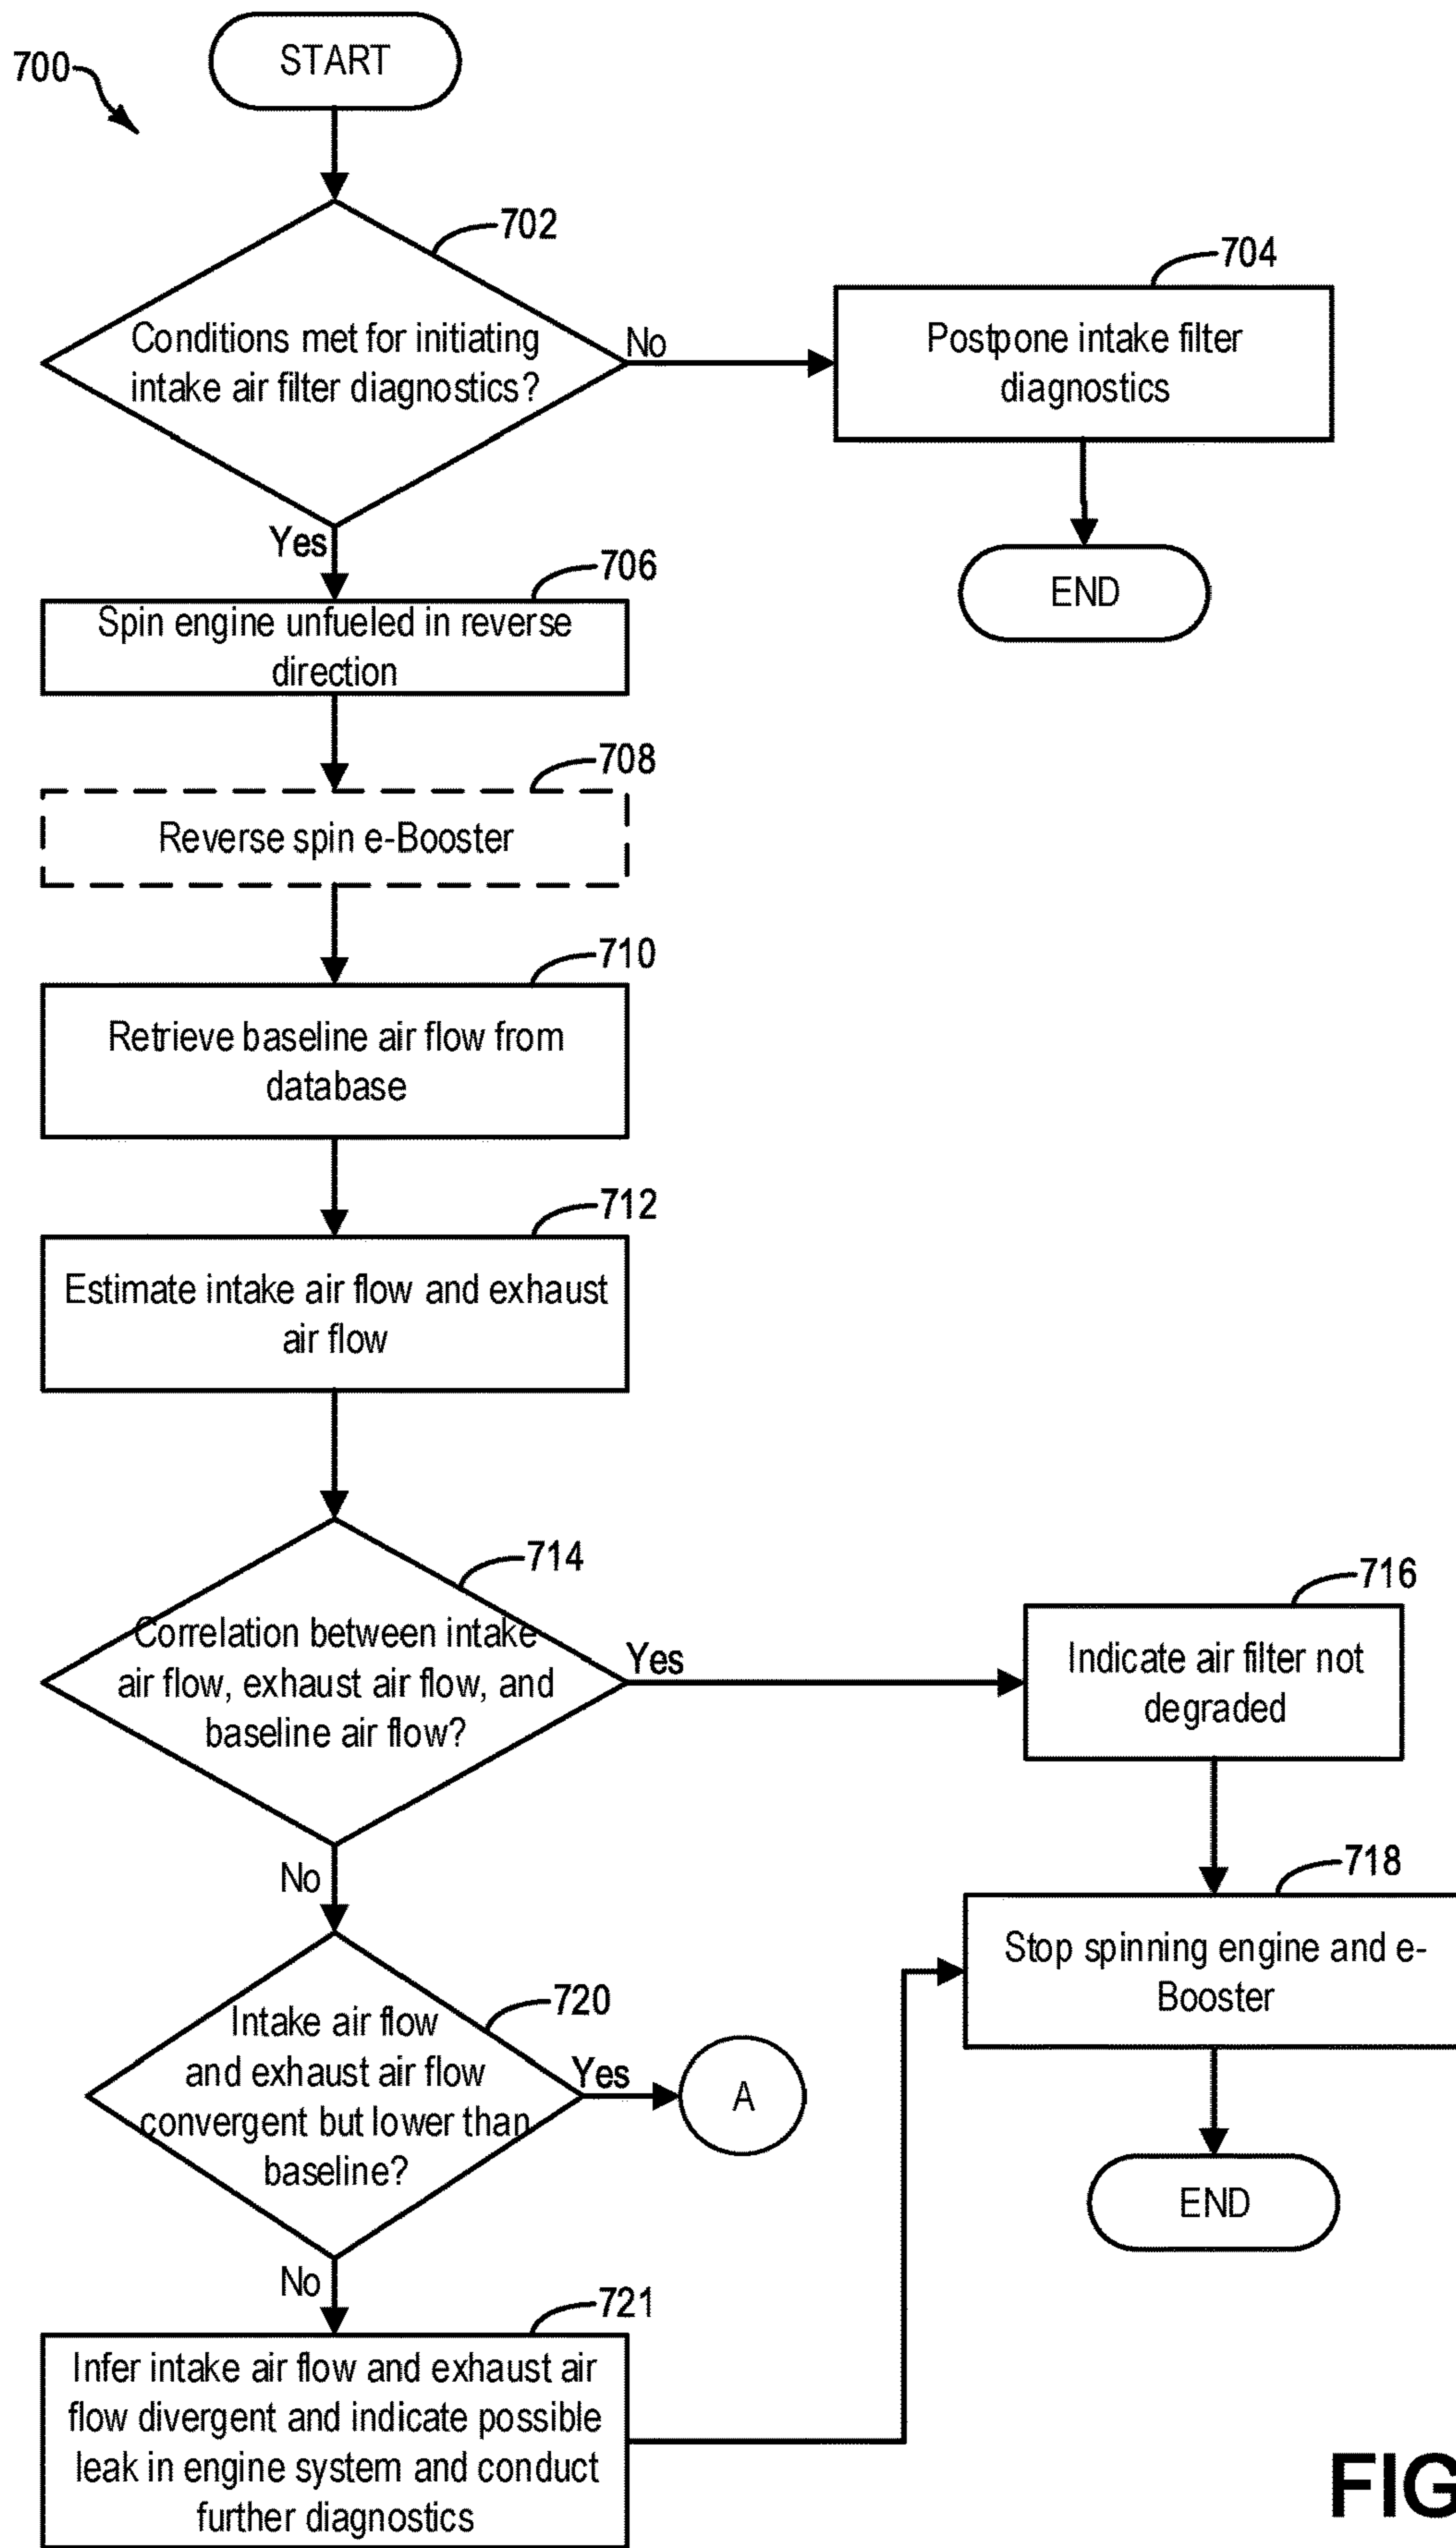 START
700
702
Conditions met for initiating
intake air filter diagnostics?
No
704
Postpone intake filter
diagnostics
END
Yes
706
Spin engine unfueled in reverse
direction
708
Reverse spin e-Booster
710
Retrieve baseline air flow from
database
712
Estimate intake air flow and exhaust
air flow
714
Correlation between intake
air flow, exhaust air flow, and
baseline air flow?
Yes
716
Indicate air filter not
degraded
718
Stop spinning engine and e-
Booster
END
No
720
Intake air flow
and exhaust air flow
convergent but lower than
baseline?
Yes
A
No
721
Infer intake air flow and exhaust air
flow divergent and indicate possible
leak in engine system and conduct
further diagnostics
FIG